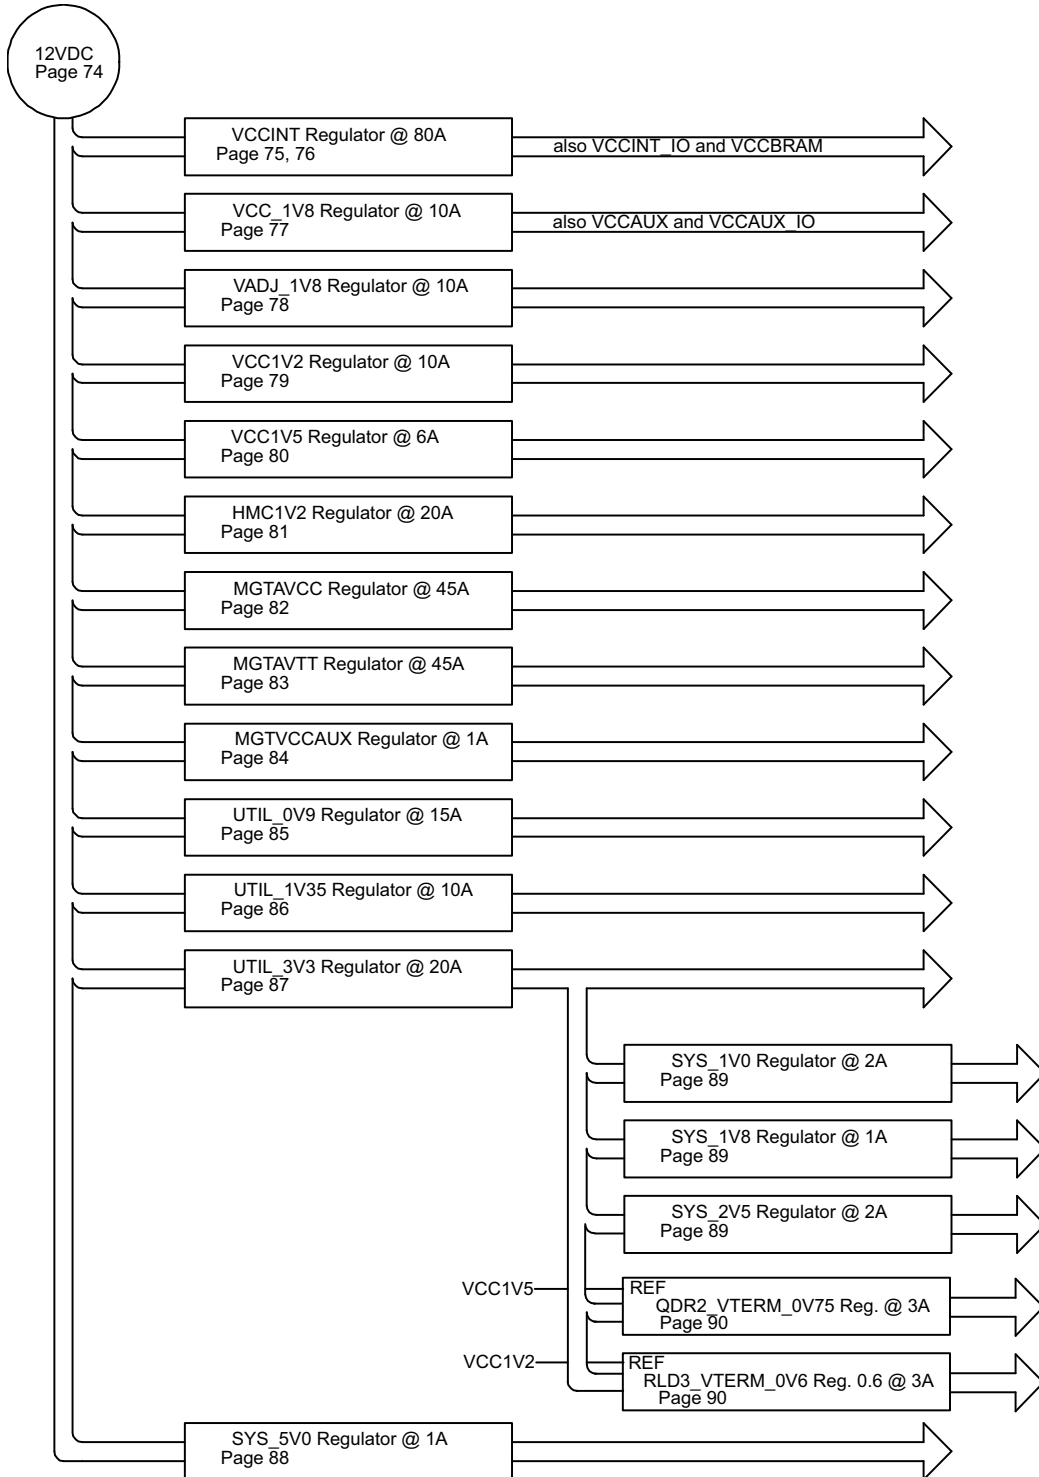 12VDC
Page 74
VCCINT Regulator @ 80A
Page 75, 76
also VCCINT_IO and VCCBRAM
VCC_1V8 Regulator @ 10A
Page 77
also VCCAUX and VCCAUX_IO
VADJ_1V8 Regulator @ 10A
Page 78
VCC1V2 Regulator @ 10A
Page 79
VCC1V5 Regulator @ 6A
Page 80
HMC1V2 Regulator @ 20A
Page 81
MGTAVCC Regulator @ 45A
Page 82
MGTAVTT Regulator @ 45A
Page 83
MGTVCCAUX Regulator @ 1A
Page 84
UTIL_0V9 Regulator @ 15A
Page 85
UTIL_1V35 Regulator @ 10A
Page 86
UTIL_3V3 Regulator @ 20A
Page 87
SYS_1V0 Regulator @ 2A
Page 89
SYS_1V8 Regulator @ 1A
Page 89
SYS_2V5 Regulator @ 2A
Page 89
VCC1V5
REF
QDR2_VTERM_0V75 Reg. @ 3A
Page 90
VCC1V2
REF
RLD3_VTERM_0V6 Reg. 0.6 @ 3A
Page 90
SYS_5V0 Regulator @ 1A
Page 88